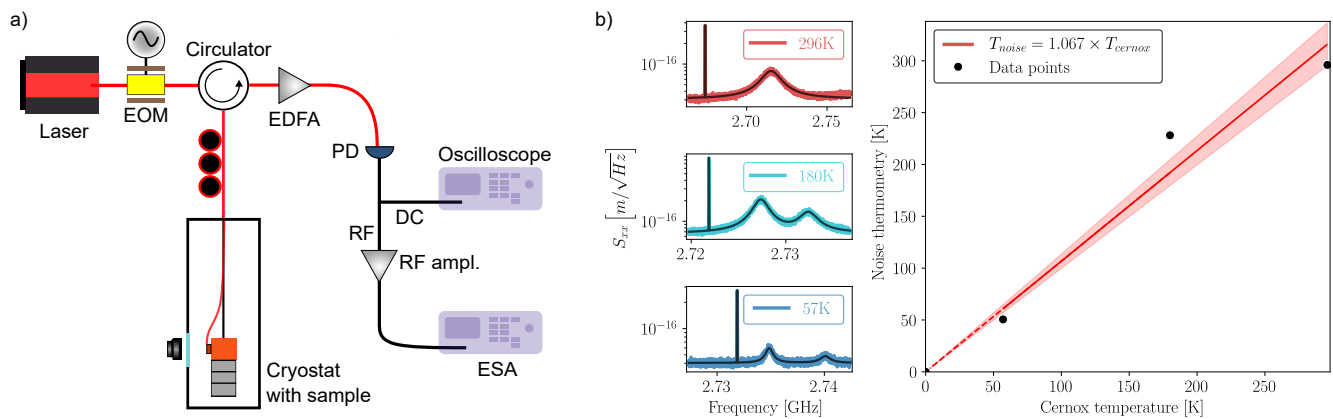 a)
Laser
EOM
Circulator
EDFA
PD
Oscilloscope
DC
RF
RF ampl.
ESA
Cryostat
with sample
b)
S_{xx} [m/\sqrt{Hz}]
10^{-16}
296K
2.70
2.75
10^{-16}
180K
2.72
2.73
10^{-16}
57K
2.73
2.74
Frequency [GHz]
Noise thermometry [K]
T_{noise} = 1.067 × T_{cernox}
Data points
300
250
200
150
100
50
0
0
50
100
150
200
250
Cernox temperature [K]